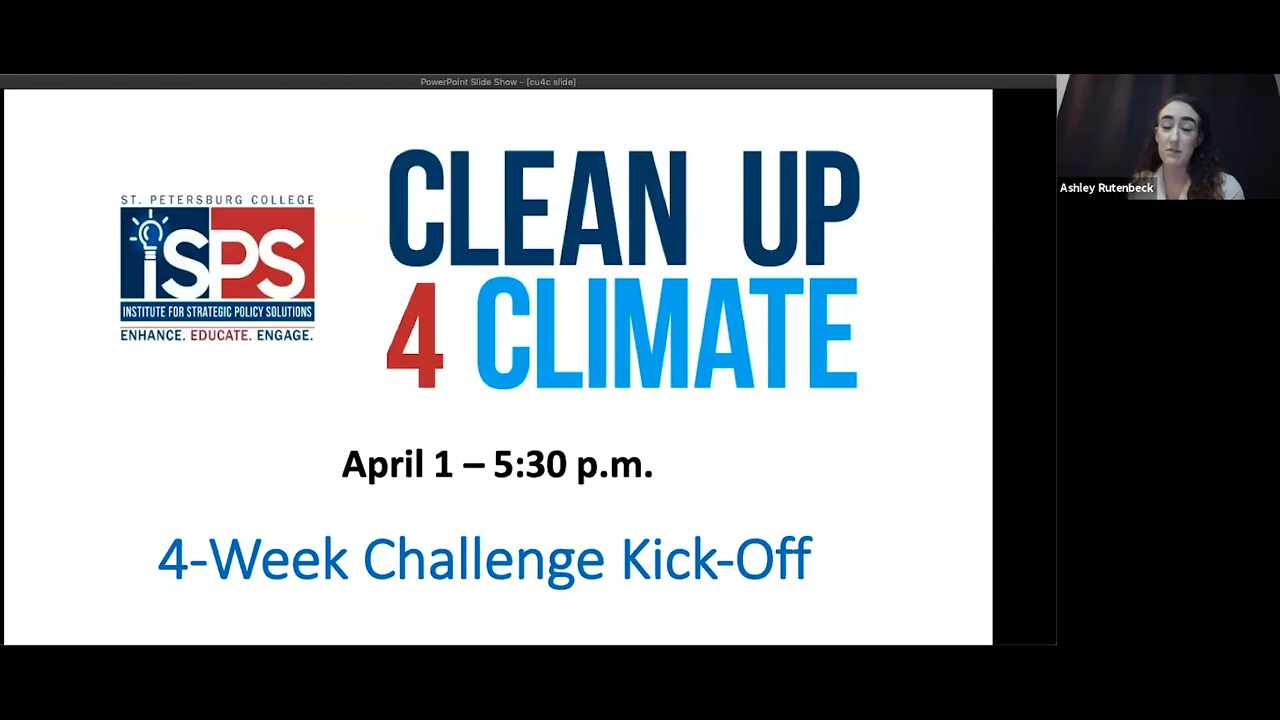 PowerPoint Slide Show - [cu4c slide]
ST. PETERSBURG COLLEGE
iSPS
INSTITUTE FOR STRATEGIC POLICY SOLUTIONS
ENHANCE. EDUCATE. ENGAGE.
CLEAN UP
4 CLIMATE
April 1 – 5:30 p.m.
4-Week Challenge Kick-Off
Ashley Rutenbeck